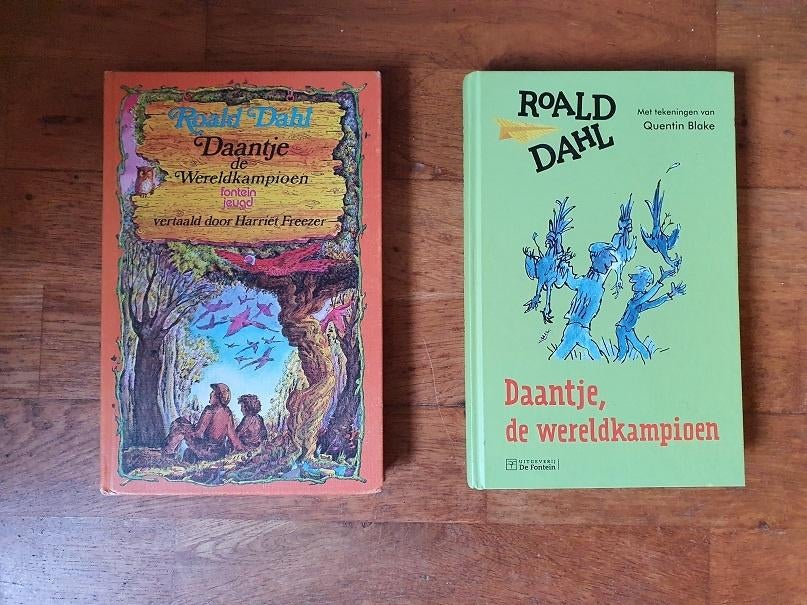 Roald Dahl
Daantje
de
Wereldkampioen
fontein
jeugd
vertaald door Harriët Freezer
ROALD
DAHL
Met tekeningen van
Quentin Blake
Daantje,
de wereldkampioen
UITGEVERIJ
De Fontein